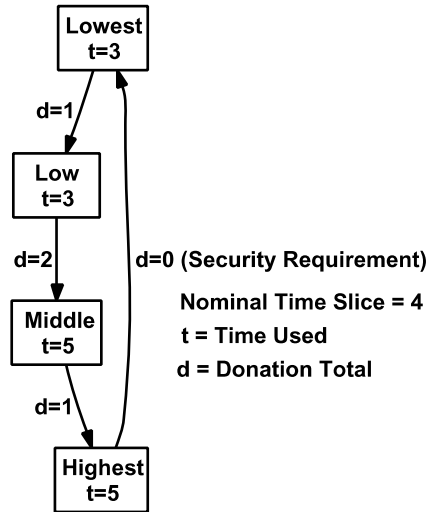 Lowest
t=3
d=1
Low
t=3
d=2
d=0 (Security Requirement)
Middle
t=5
Nominal Time Slice = 4
t = Time Used
d = Donation Total
d=1
Highest
t=5